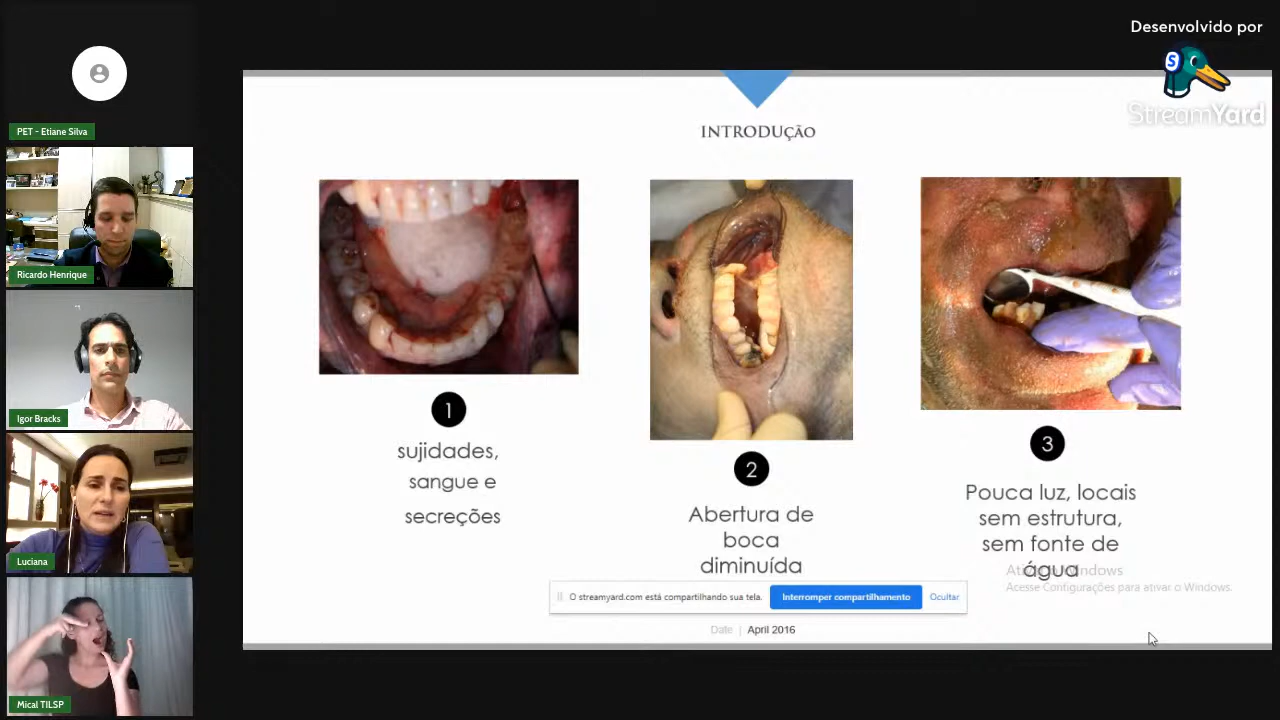 Desenvolvido por
StreamYard
PET - Etiane Silva
Ricardo Henrique
Igor Bracks
Luciana
Mical TILSP
INTRODUÇÃO
1
sujidades,
sangue e
secreções
2
Abertura de
boca
diminuída
3
Pouca luz, locais
sem estrutura,
sem fonte de
água
Windows
Acesse Configurações para ativar o Windows.
O streamyard.com está compartilhando sua tela.
Interromper compartilhamento
Ocultar
Date | April 2016